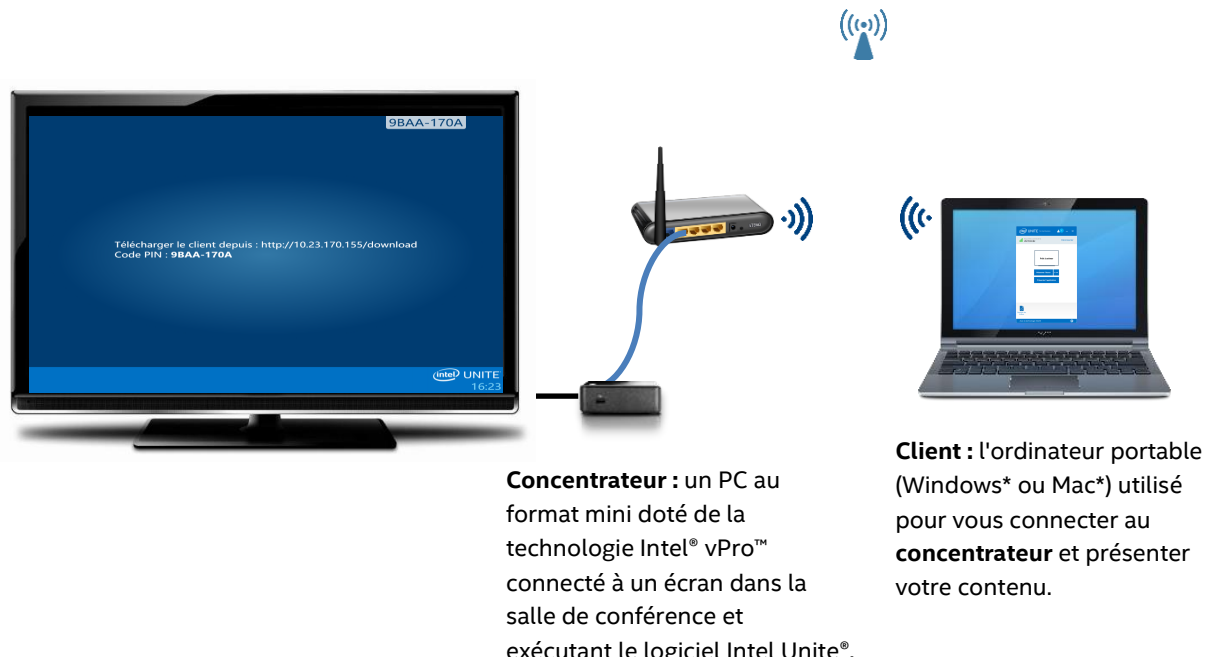 9BAA-170A
Télécharger le client depuis : http://10.23.170.155/download
Code PIN : 9BAA-170A
intel UNITE
16:23
Client : l'ordinateur portable
(Windows* ou Mac*) utilisé
pour vous connecter au
concentrateur et présenter
votre contenu.
Concentrateur : un PC au
format mini doté de la
technologie Intel® vPro™
connecté à un écran dans la
salle de conférence et
exécutant le logiciel Intel Unite®.